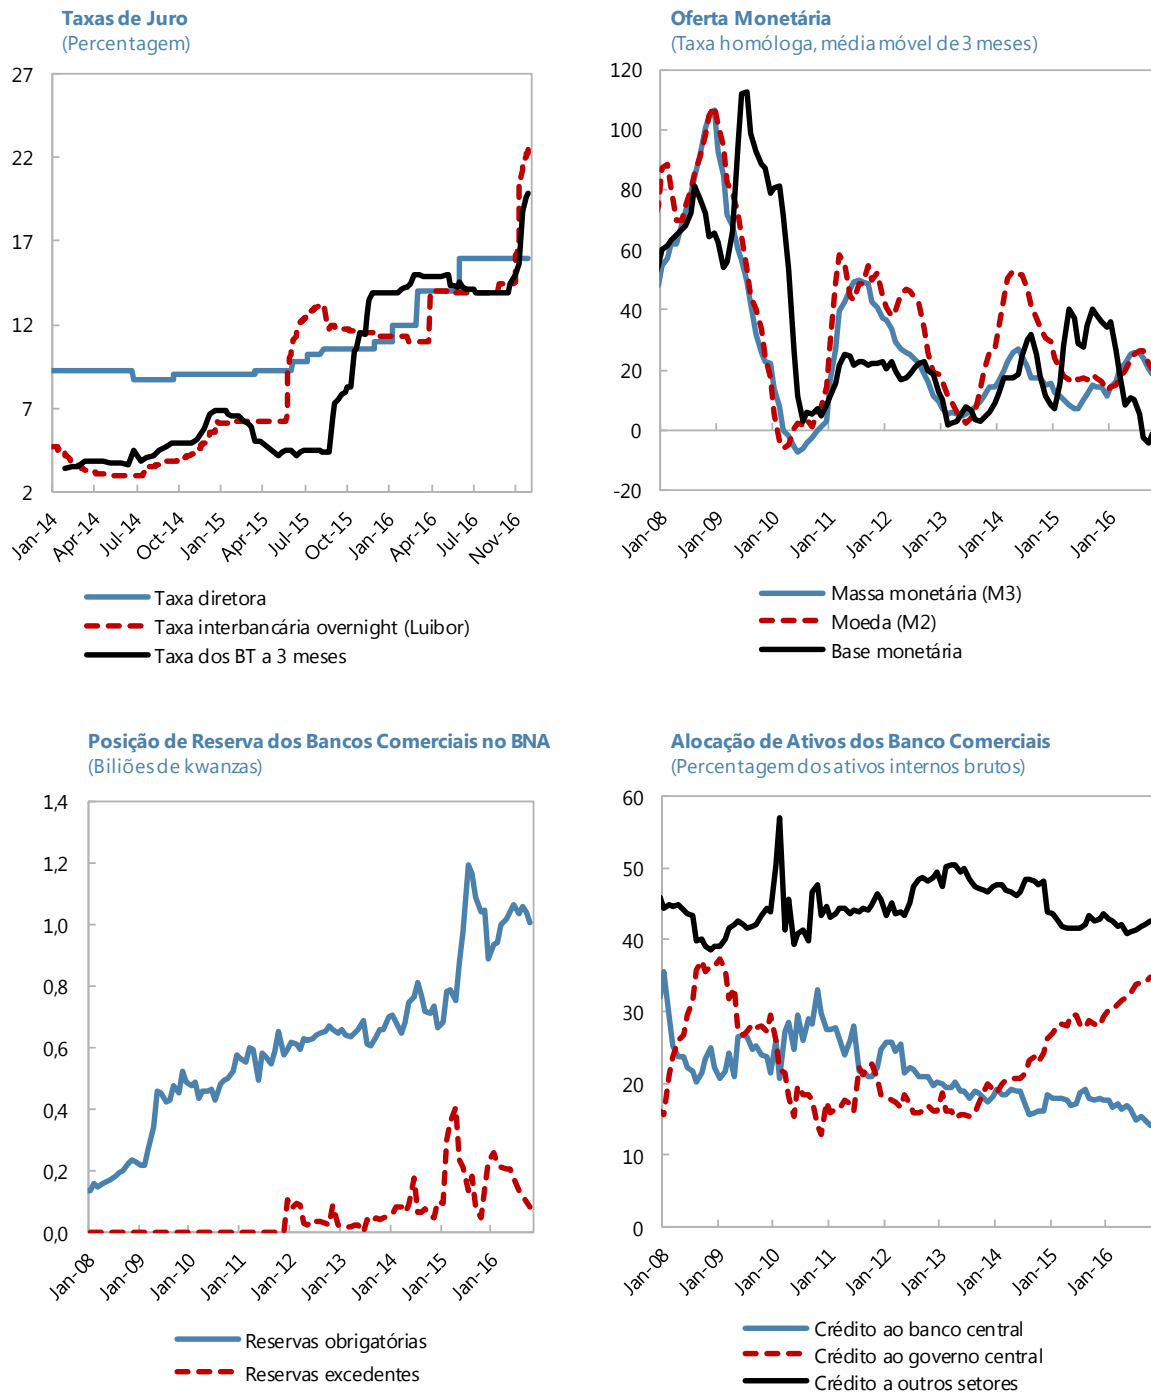 Taxas de Juro
(Percentagem)
27
22
17
12
7
2
Jan-14
Apr-14
Jul-14
Oct-14
Jan-15
Apr-15
Jul-15
Oct-15
Jan-16
Apr-16
Jul-16
Nov-16
Taxa diretora
Taxa interbancária overnight (Luibor)
Taxa dos BT a 3 meses
Oferta Monetária
(Taxa homóloga, média móvel de 3 meses)
120
100
80
60
40
20
0
-20
Jan-08
Jan-09
Jan-10
Jan-11
Jan-12
Jan-13
Jan-14
Jan-15
Jan-16
Massa monetária (M3)
Moeda (M2)
Base monetária
Posição de Reserva dos Bancos Comerciais no BNA
(Biliões de kwanzas)
1,4
1,2
1,0
0,8
0,6
0,4
0,2
0,0
Jan-08
Jan-09
Jan-10
Jan-11
Jan-12
Jan-13
Jan-14
Jan-15
Jan-16
Reservas obrigatórias
Reservas excedentes
Alocação de Ativos dos Banco Comerciais
(Percentagem dos ativos internos brutos)
60
50
40
30
20
10
0
Jan-08
Jan-09
Jan-10
Jan-11
Jan-12
Jan-13
Jan-14
Jan-15
Jan-16
Crédito ao banco central
Crédito ao governo central
Crédito a outros setores